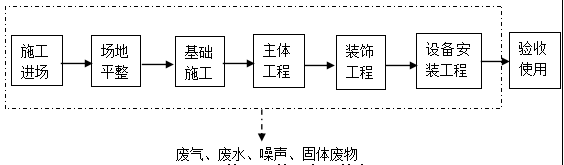 施工
进场
场地
平整
基础
施工
主体
工程
装饰
工程
设备安
装工程
验收
使用
废气、废水、噪声、固体废物